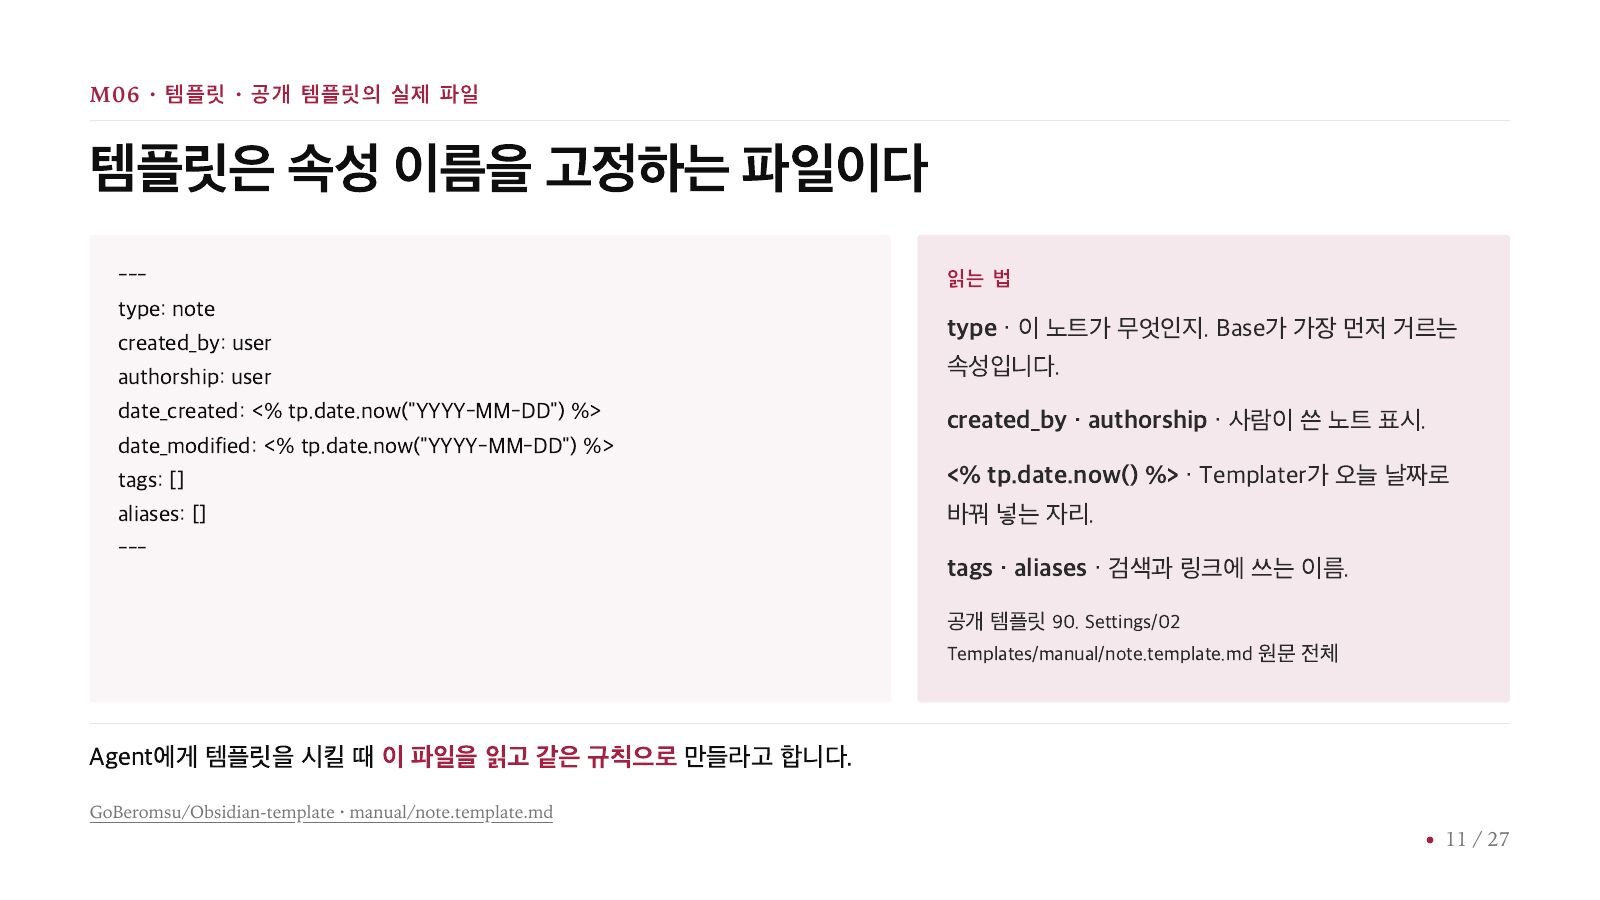 M06 · 템플릿 · 공개 템플릿의 실제 파일
템플릿은 속성 이름을 고정하는 파일이다
---
type: note
created_by: user
authorship: user
date_created: <% tp.date.now("YYYY-MM-DD") %>
date_modified: <% tp.date.now("YYYY-MM-DD") %>
tags: []
aliases: []
---
읽는 법
type · 이 노트가 무엇인지. Base가 가장 먼저 거르는
속성입니다.
created_by · authorship · 사람이 쓴 노트 표시.
<% tp.date.now() %> · Templater가 오늘 날짜로
바꿔 넣는 자리.
tags · aliases · 검색과 링크에 쓰는 이름.
공개 템플릿 90. Settings/02
Templates/manual/note.template.md 원문 전체
Agent에게 템플릿을 시킬 때 이 파일을 읽고 같은 규칙으로 만들라고 합니다.
GoBeromsu/Obsidian-template · manual/note.template.md
• 11 / 27